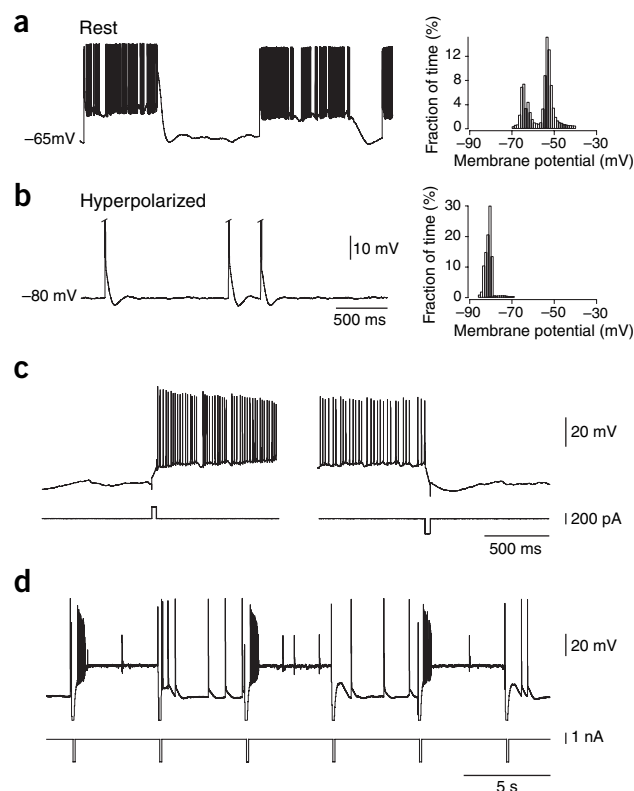 a
Rest
−65mV
Fraction of time (%)
12
8
4
0
−90 −70 −50 −30
Membrane potential (mV)
b
Hyperpolarized
−80 mV
10 mV
500 ms
Fraction of time (%)
30
20
10
0
−90 −70 −50 −30
Membrane potential (mV)
c
20 mV
200 pA
500 ms
d
20 mV
1 nA
5 s